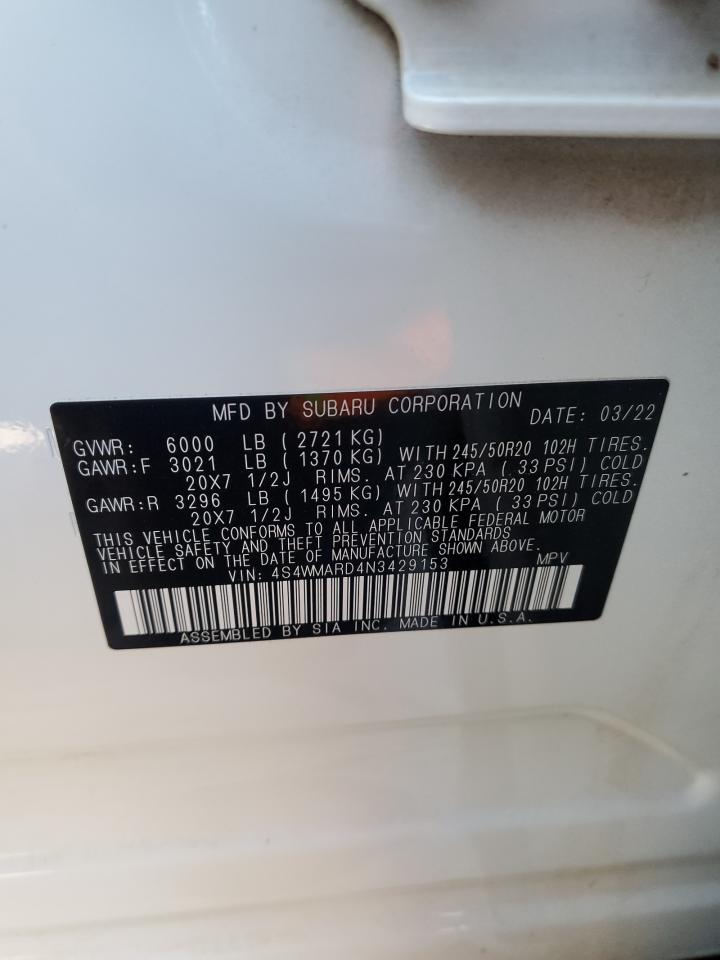 MFD BY SUBARU CORPORATION DATE: 03/22
GVWR: 6000 LB ( 2721 KG)
GAWR:F 3021 LB ( 1370 KG) WITH 245/50R20 102H TIRES.
20X7 1/2J RIMS. AT 230 KPA ( 33 PSI) COLD
GAWR:R 3296 LB ( 1495 KG) WITH 245/50R20 102H TIRES.
20X7 1/2J RIMS. AT 230 KPA ( 33 PSI) COLD
THIS VEHICLE CONFORMS TO ALL APPLICABLE FEDERAL MOTOR
VEHICLE SAFETY AND THEFT PREVENTION STANDARDS
IN EFFECT ON THE DATE OF MANUFACTURE SHOWN ABOVE.
VIN: 4S4WMARD4N3429153 MPV
ASSEMBLED BY SIA INC. MADE IN U.S.A.